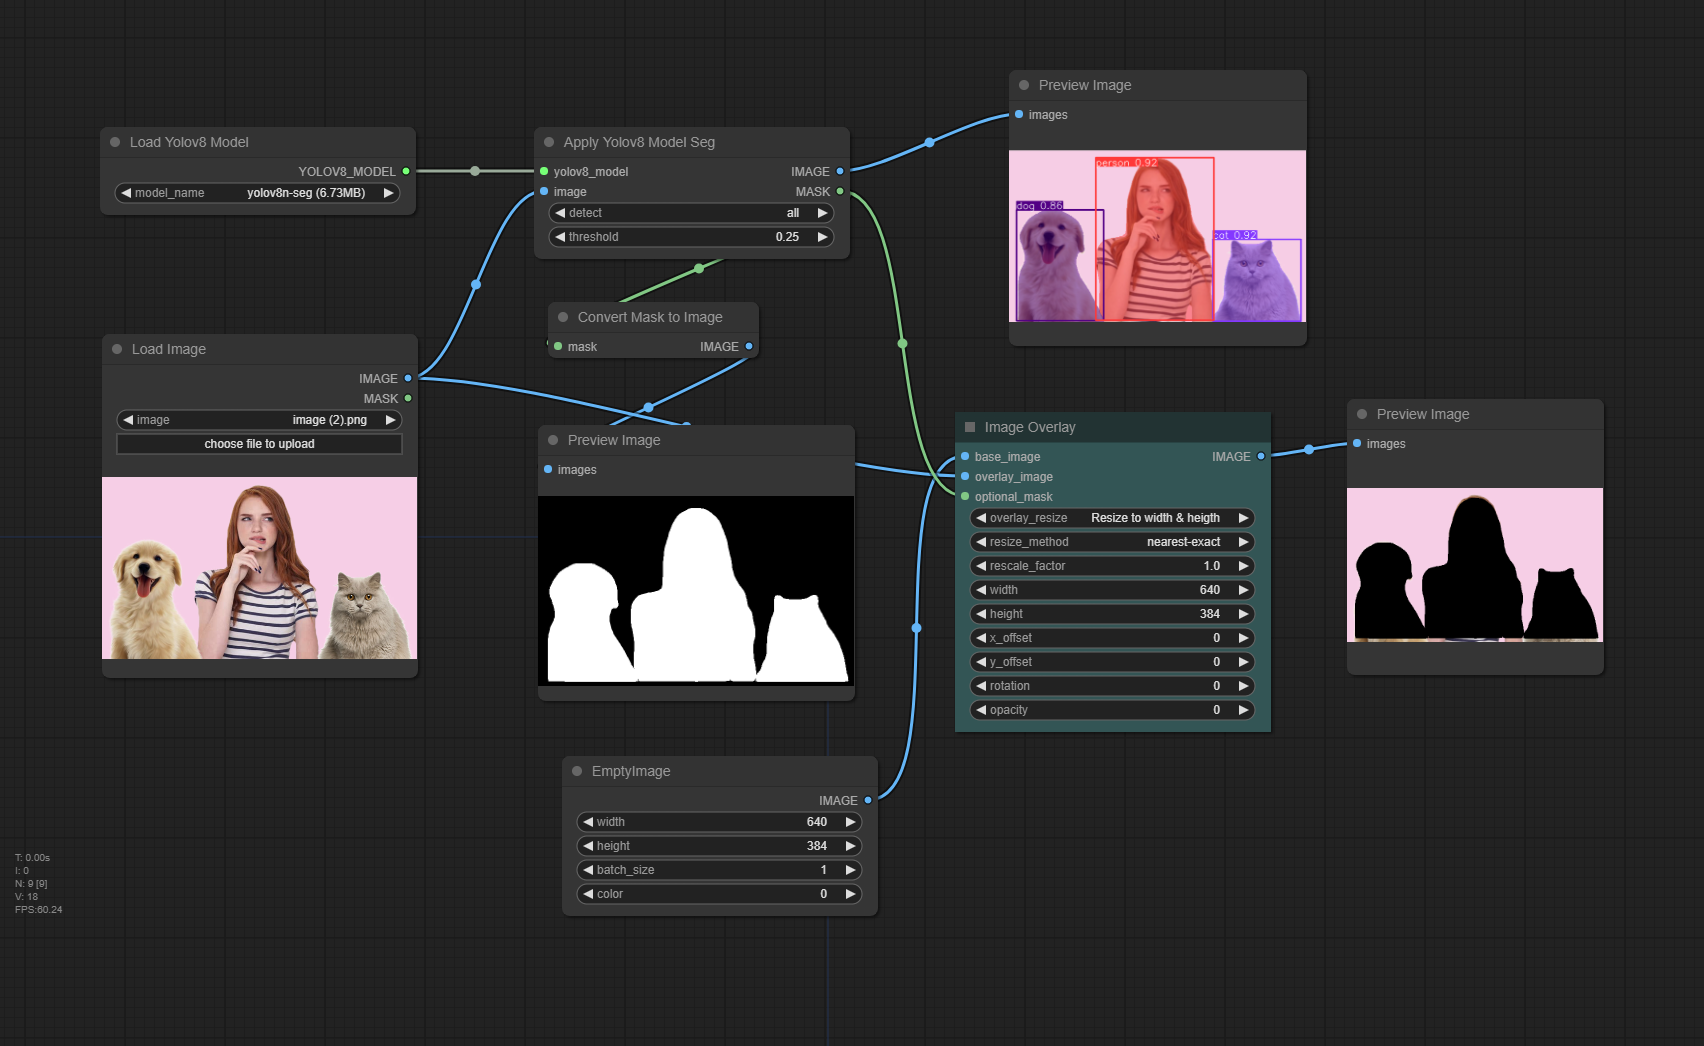 Load Yolov8 Model
YOLOV8_MODEL
model_name yolov8n-seg (6.73MB)
Apply Yolov8 Model Seg
yolov8_model IMAGE
image MASK
detect all
threshold 0.25
Preview Image
images
person 0.92
dog 0.86
cat 0.92
Convert Mask to Image
mask IMAGE
Load Image
IMAGE
MASK
image image (2).png
choose file to upload
Preview Image
images
Image Overlay
base_image IMAGE
overlay_image
optional_mask
overlay_resize Resize to width & heigth
resize_method nearest-exact
rescale_factor 1.0
width 640
height 384
x_offset 0
y_offset 0
rotation 0
opacity 0
Preview Image
images
EmptyImage
IMAGE
width 640
height 384
batch_size 1
color 0
T: 0.00s
I: 0
N: 9 [9]
V: 18
FPS:60.24